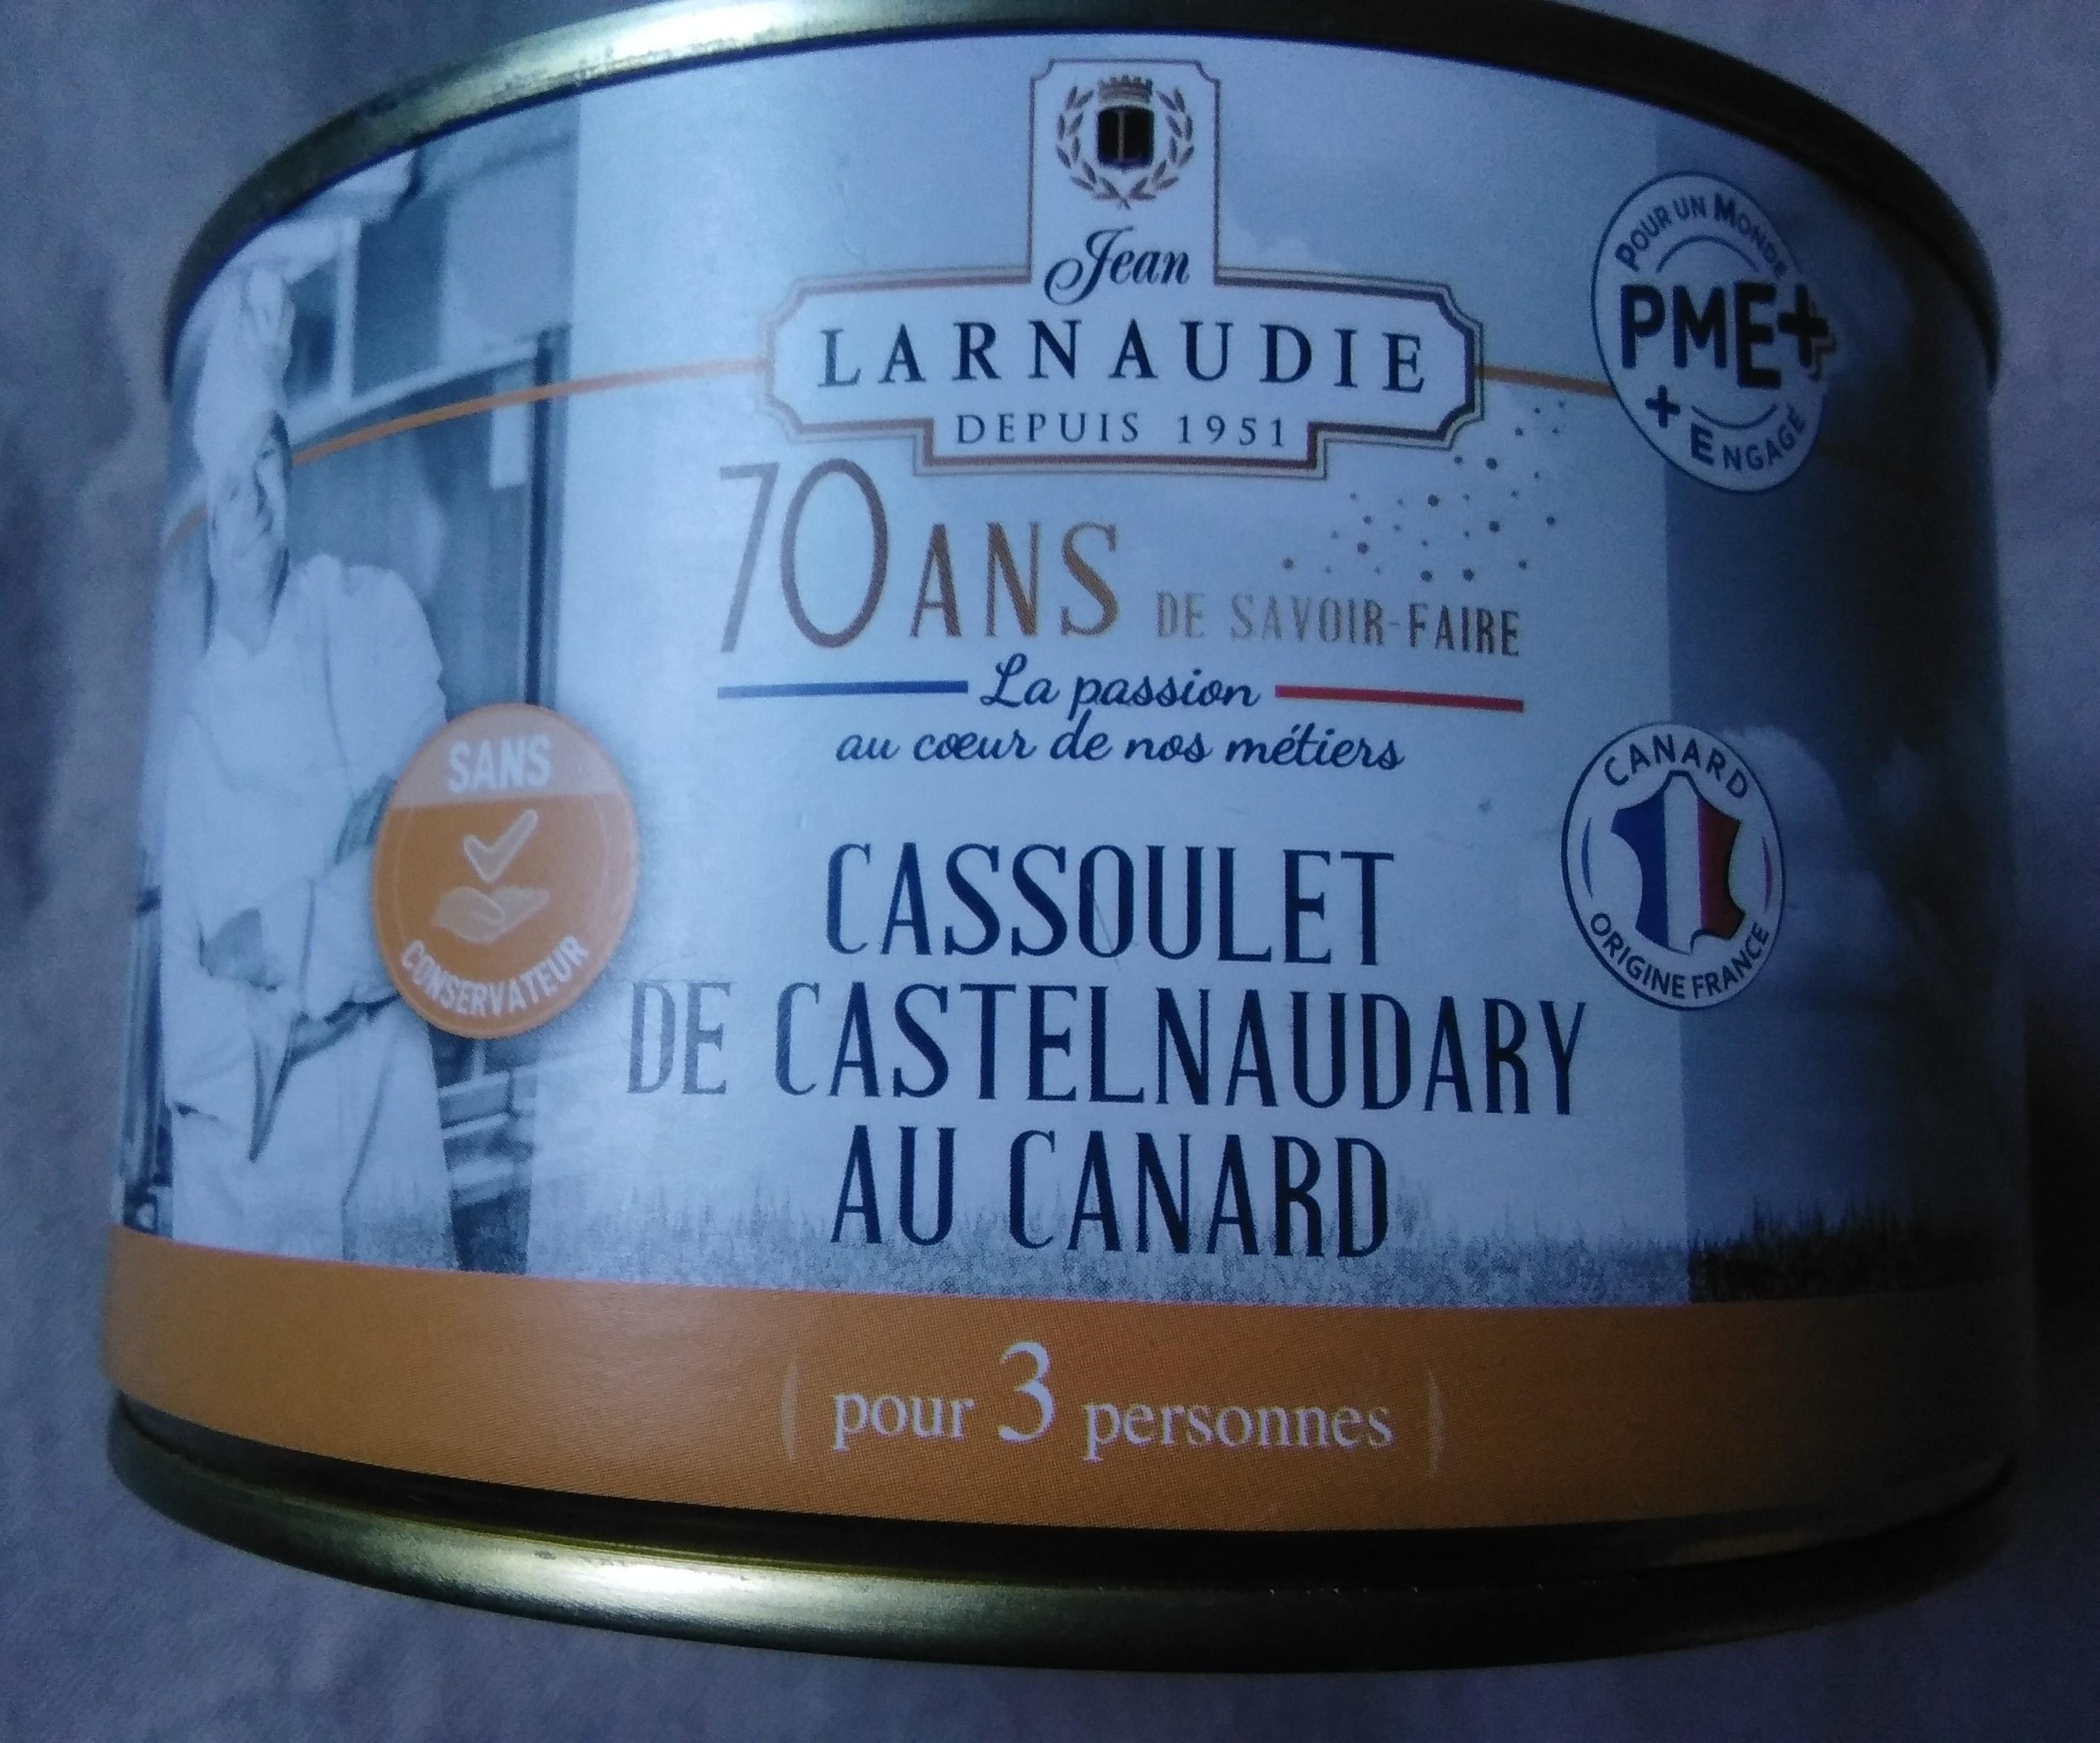 L
Jean
LARNAUDIE
DEPUIS 1951
POUR UN MONDE
PME+
+ ENGAGÉ
70 ANS DE SAVOIR-FAIRE
La passion
au cœur de nos métiers
SANS
CONSERVATEUR
CANARD
ORIGINE FRANCE
CASSOULET
DE CASTELNAUDARY
AU CANARD
pour 3 personnes